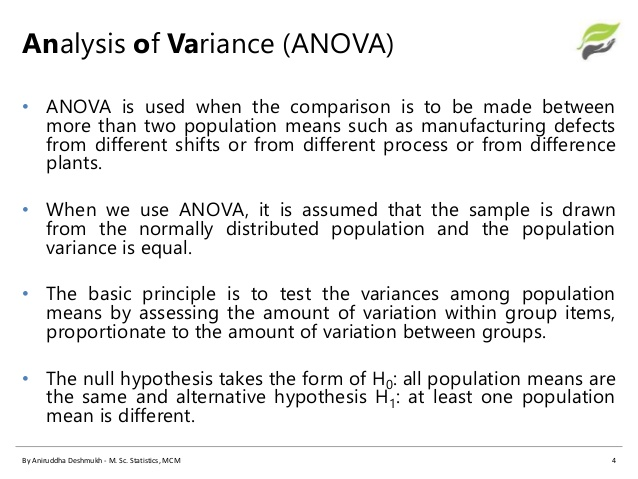 Analysis of Variance (ANOVA)
• ANOVA is used when the comparison is to be made between
more than two population means such as manufacturing defects
from different shifts or from different process or from difference
plants.
• When we use ANOVA, it is assumed that the sample is drawn
from the normally distributed population and the population
variance is equal.
• The basic principle is to test the variances among population
means by assessing the amount of variation within group items,
proportionate to the amount of variation between groups.
• The null hypothesis takes the form of H₀: all population means are
the same and alternative hypothesis H₁: at least one population
mean is different.
By Aniruddha Deshmukh - M. Sc. Statistics, MCM
4